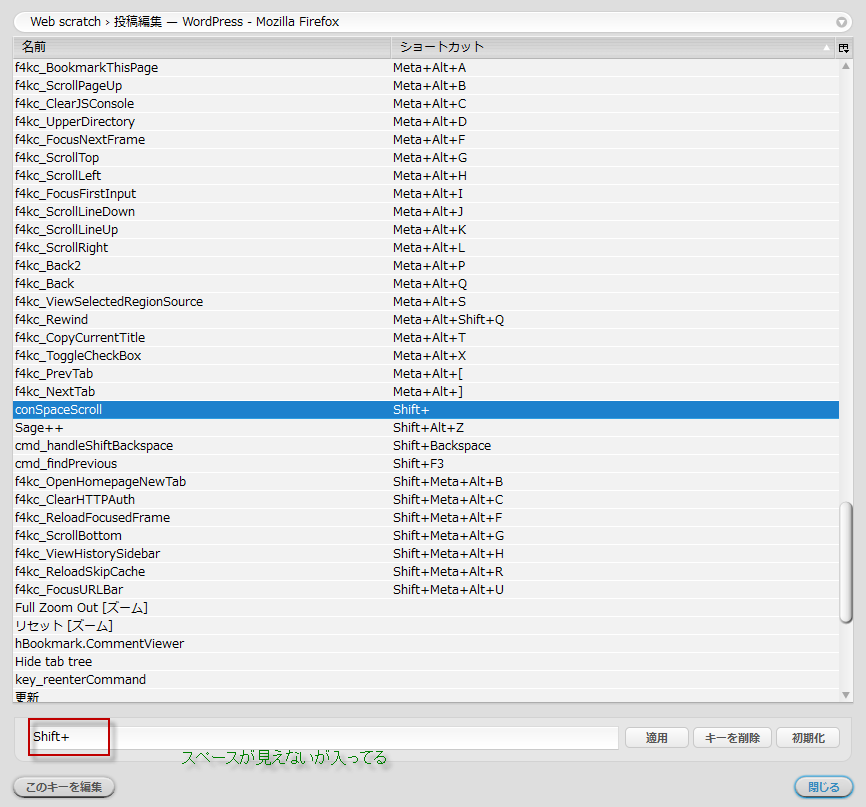 Web scratch › 投稿編集 — WordPress - Mozilla Firefox
名前 ショートカット
f4kc_BookmarkThisPage Meta+Alt+A
f4kc_ScrollPageUp Meta+Alt+B
f4kc_ClearJSConsole Meta+Alt+C
f4kc_UpperDirectory Meta+Alt+D
f4kc_FocusNextFrame Meta+Alt+F
f4kc_ScrollTop Meta+Alt+G
f4kc_ScrollLeft Meta+Alt+H
f4kc_FocusFirstInput Meta+Alt+I
f4kc_ScrollLineDown Meta+Alt+J
f4kc_ScrollLineUp Meta+Alt+K
f4kc_ScrollRight Meta+Alt+L
f4kc_Back2 Meta+Alt+P
f4kc_Back Meta+Alt+Q
f4kc_ViewSelectedRegionSource Meta+Alt+S
f4kc_Rewind Meta+Alt+Shift+Q
f4kc_CopyCurrentTitle Meta+Alt+T
f4kc_ToggleCheckBox Meta+Alt+X
f4kc_PrevTab Meta+Alt+[
f4kc_NextTab Meta+Alt+]
conSpaceScroll Shift+
Sage++ Shift+Alt+Z
cmd_handleShiftBackspace Shift+Backspace
cmd_findPrevious Shift+F3
f4kc_OpenHomepageNewTab Shift+Meta+Alt+B
f4kc_ClearHTTPAuth Shift+Meta+Alt+C
f4kc_ReloadFocusedFrame Shift+Meta+Alt+F
f4kc_ScrollBottom Shift+Meta+Alt+G
f4kc_ViewHistorySidebar Shift+Meta+Alt+H
f4kc_ReloadSkipCache Shift+Meta+Alt+R
f4kc_FocusURLBar Shift+Meta+Alt+U
Full Zoom Out [ズーム]
リセット [ズーム]
hBookmark.CommentViewer
Hide tab tree
key_reenterCommand
更新
Shift+ 適用 キーを削除 初期化
スペースが見えないが入ってる
このキーを編集 閉じる